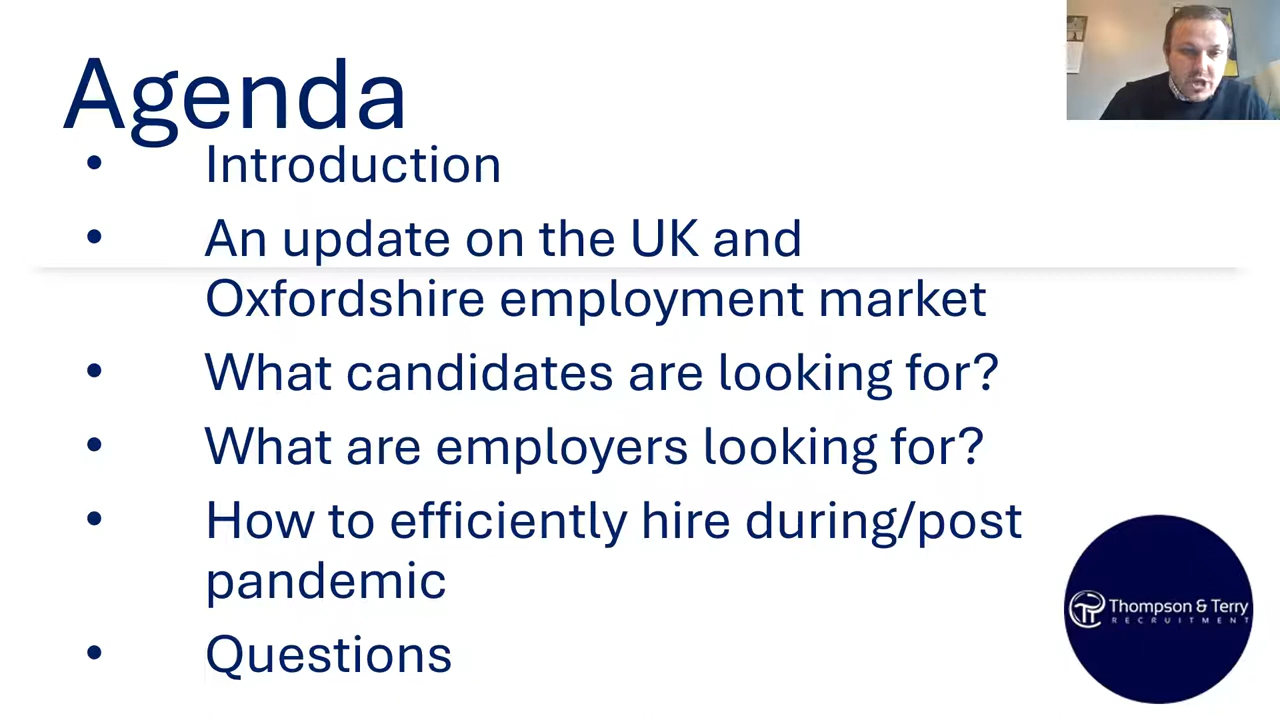 Agenda
• Introduction
• An update on the UK and
Oxfordshire employment market
• What candidates are looking for?
• What are employers looking for?
• How to efficiently hire during/post
pandemic
• Questions
Thompson & Terry
RECRUITMENT